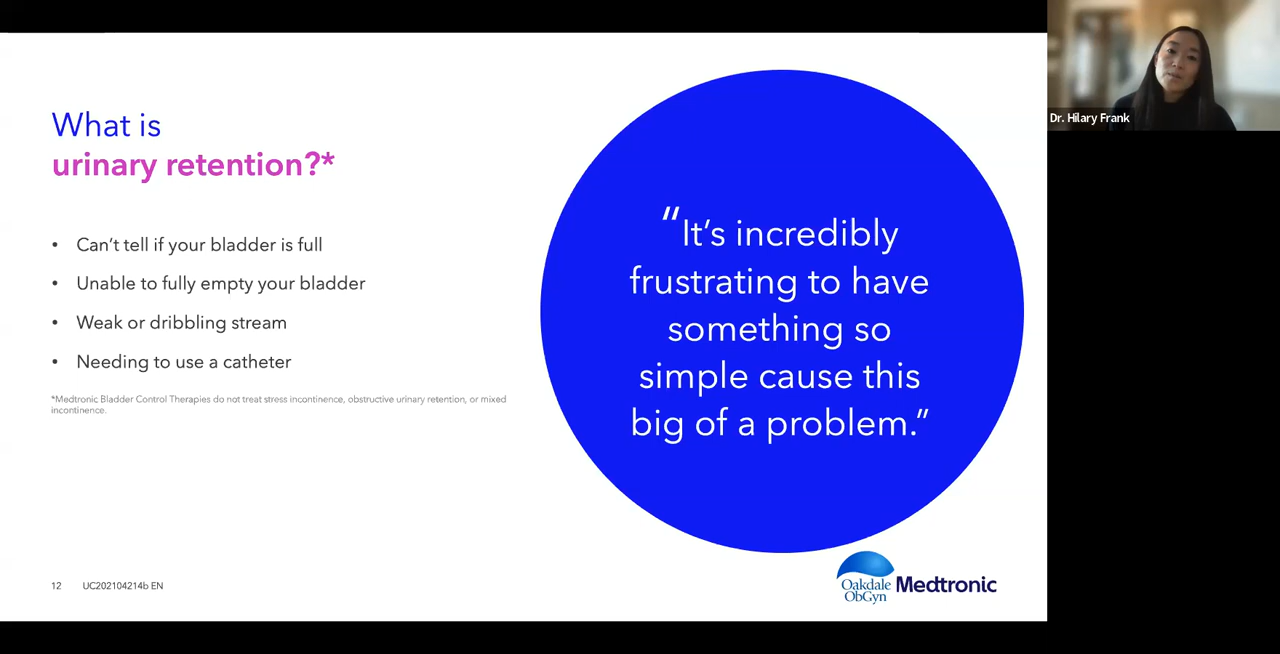 What is
urinary retention?*
• Can’t tell if your bladder is full
• Unable to fully empty your bladder
• Weak or dribbling stream
• Needing to use a catheter
*Medtronic Bladder Control Therapies do not treat stress incontinence, obstructive urinary retention, or mixed
incontinence.
“It’s incredibly
frustrating to have
something so
simple cause this
big of a problem.”
12 UC202104214b EN
Oakdale
ObGyn
Medtronic
Dr. Hilary Frank